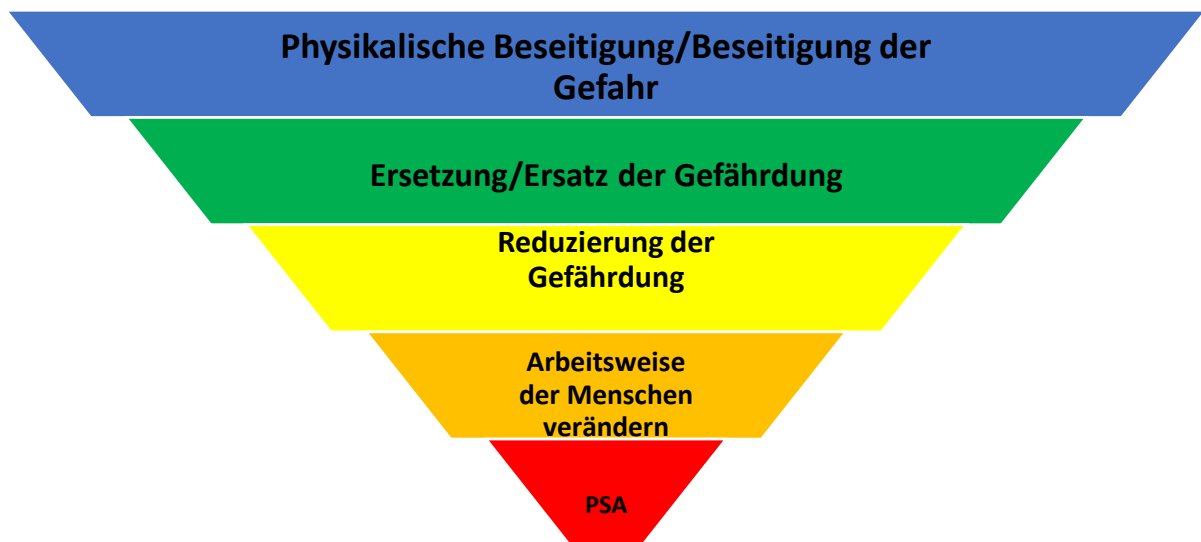 Physikalische Beseitigung/Beseitigung der
Gefahr
Ersetzung/Ersatz der Gefährdung
Reduzierung der
Gefährdung
Arbeitsweise
der Menschen
verändern
PSA